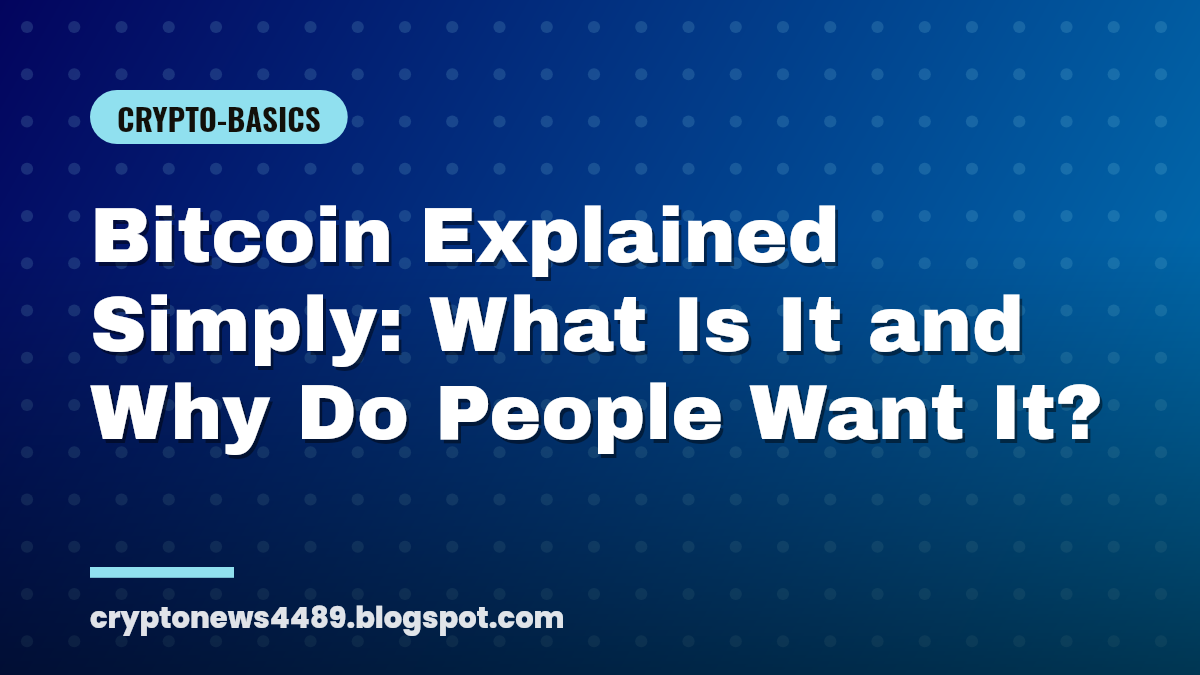 CRYPTO-BASICS
Bitcoin Explained
Simply: What Is It and
Why Do People Want It?
cryptonews4489.blogspot.com